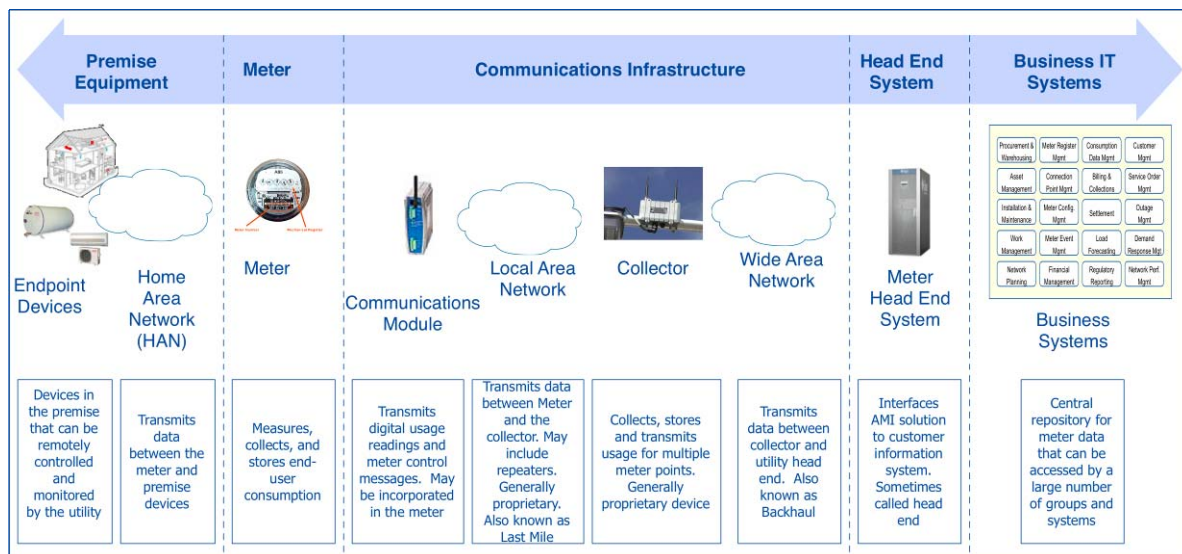 Premise
Equipment
Meter
Communications Infrastructure
Head End
System
Business IT
Systems
Procurement &
Warehousing
Meter Register
Mgmt
Consumption
Data Mgmt
Customer
Mgmt
Asset
Management
Connection
Point Mgmt
Billing &
Collections
Service Order
Mgmt
Installation &
Maintenance
Meter Config.
Mgmt
Settlement
Outage
Mgmt
Work
Management
Meter Event
Mgmt
Load
Forecasting
Demand
Response Mgt
Network
Planning
Financial
Management
Regulatory
Reporting
Network Perf.
Mgmt
Endpoint
Devices
Home
Area
Network
(HAN)
Meter
Communications
Module
Local Area
Network
Collector
Wide Area
Network
Meter
Head End
System
Business
Systems
Devices in
the premise
that can be
remotely
controlled
and
monitored
by the utility
Transmits
data
between the
meter and
premise
devices
Measures,
collects, and
stores end-
user
consumption
Transmits
digital usage
readings and
meter control
messages. May
be incorporated
in the meter
Transmits data
between Meter
and the
collector. May
include
repeaters.
Generally
proprietary.
Also known as
Last Mile
Collects, stores
and transmits
usage for multiple
meter points.
Generally
proprietary device
Transmits
data between
collector and
utility head
end. Also
known as
Backhaul
Interfaces
AMI solution
to customer
information
system.
Sometimes
called head
end
Central
repository for
meter data
that can be
accessed by a
large number
of groups and
systems